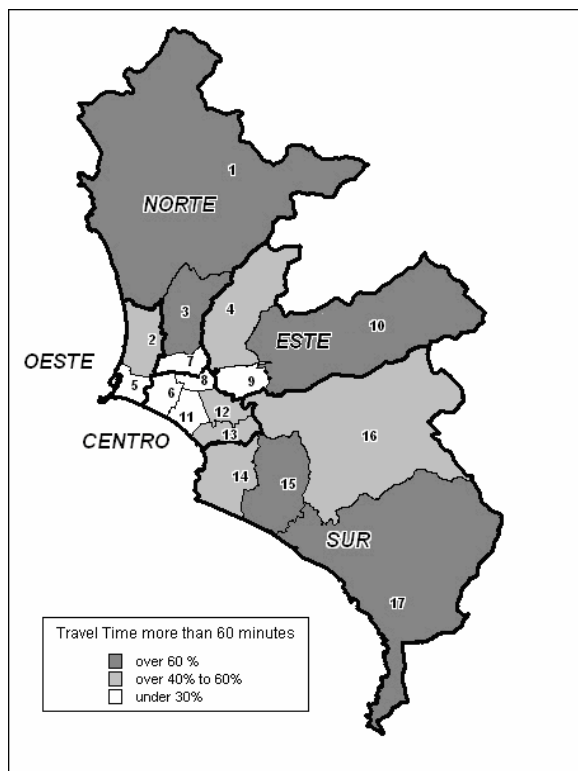 1
NORTE
3
4
2
10
ESTE
OESTE
7
5
6
8
9
11
12
CENTRO
13
16
14
15
SUR
17
Travel Time more than 60 minutes
over 60 %
over 40% to 60%
under 30%